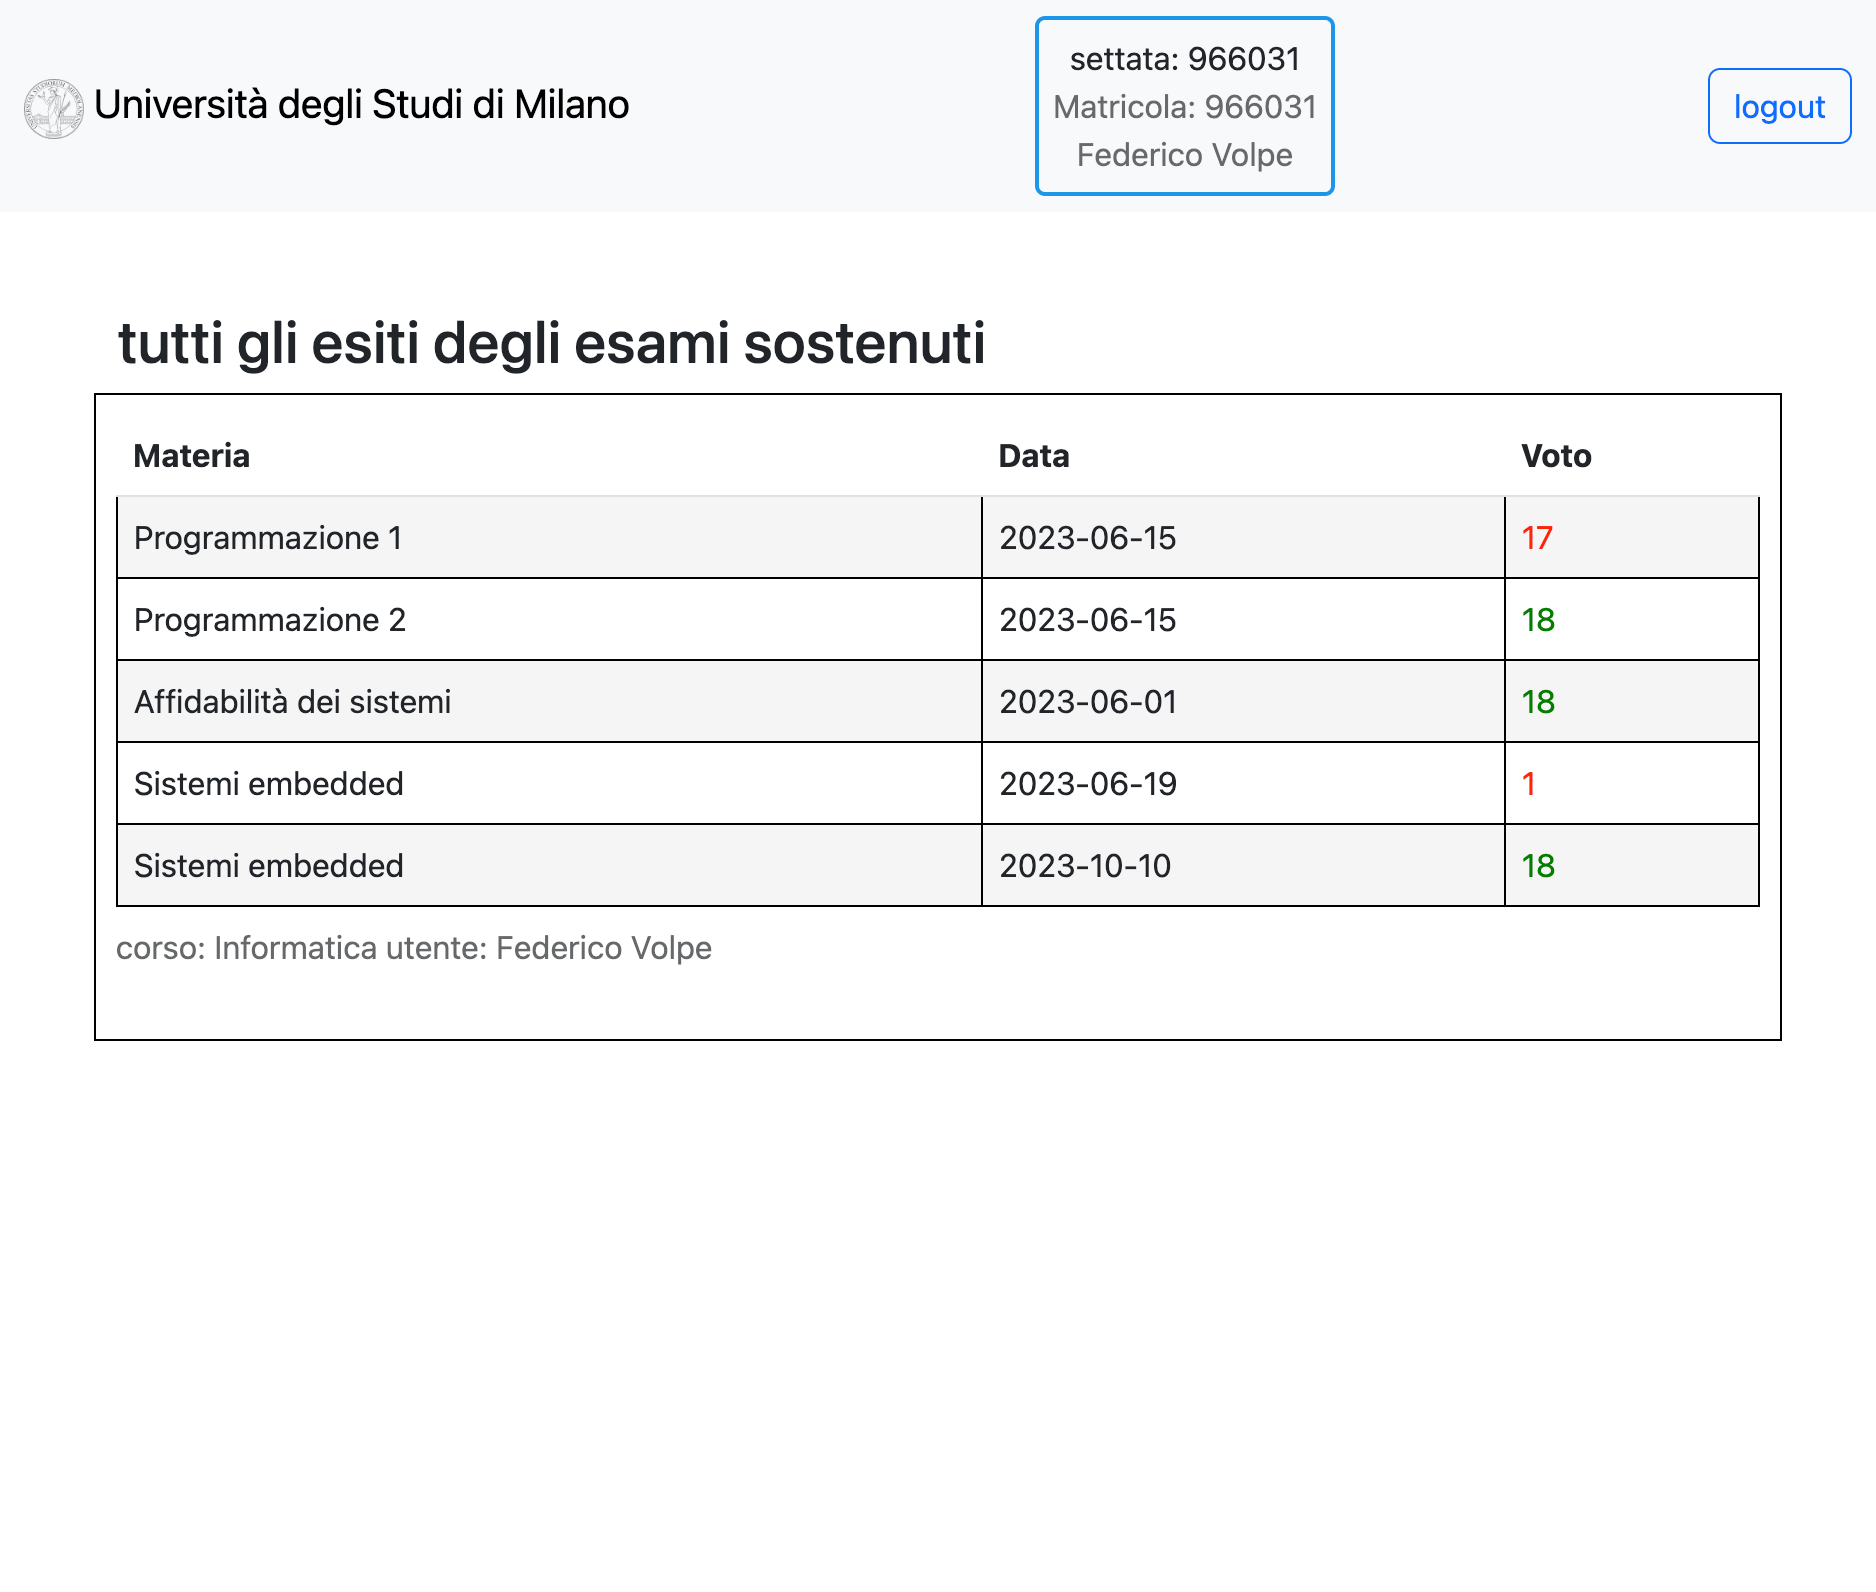 Università degli Studi di Milano
settata: 966031
Matricola: 966031
Federico Volpe
logout
tutti gli esiti degli esami sostenuti
Materia Data Voto
Programmazione 1 2023-06-15 17
Programmazione 2 2023-06-15 18
Affidabilità dei sistemi 2023-06-01 18
Sistemi embedded 2023-06-19 1
Sistemi embedded 2023-10-10 18
corso: Informatica utente: Federico Volpe